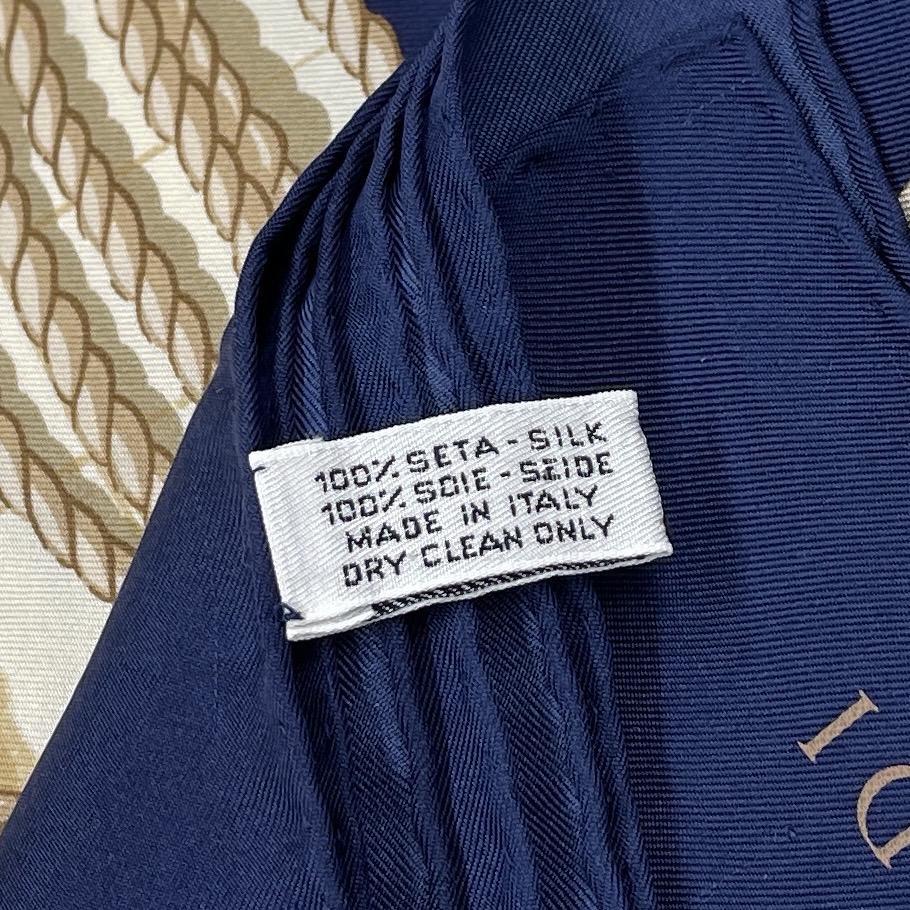 100% SETA - SILK
100% SOIE - SEIDE
MADE IN ITALY
DRY CLEAN ONLY
I
D